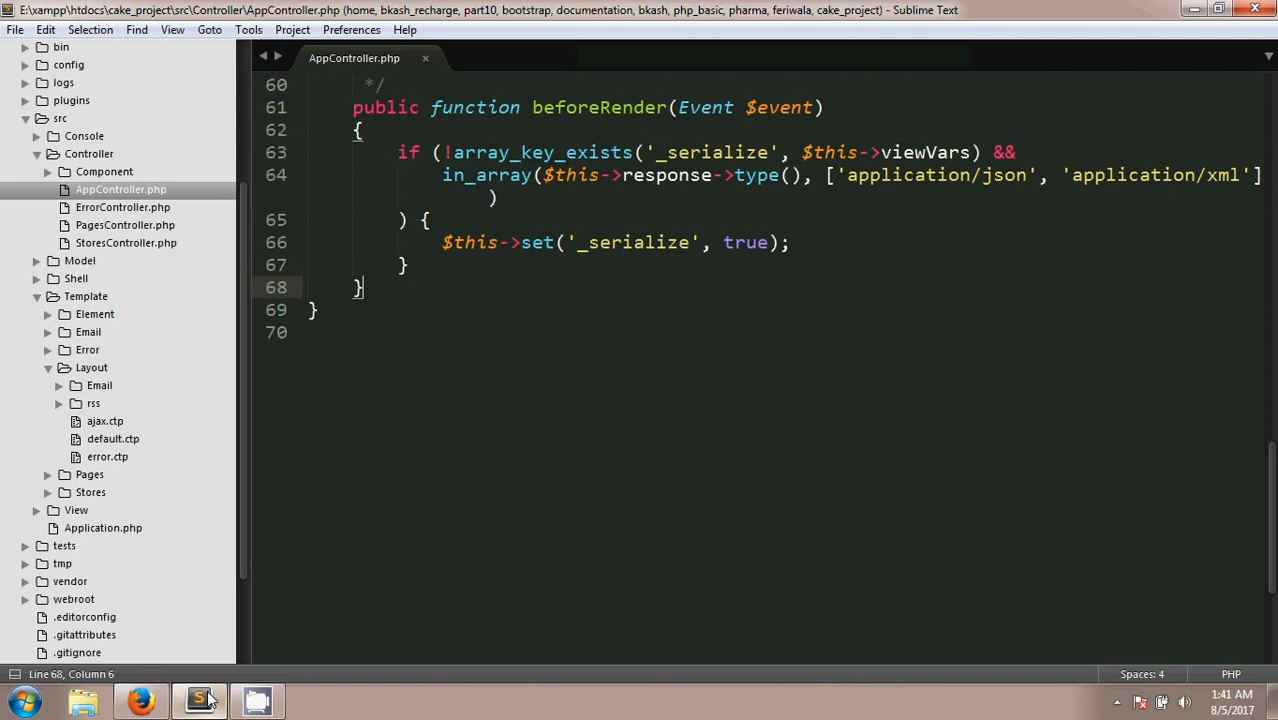 E:\xampp\htdocs\cake_project\src\Controller\AppController.php (home, bkash_recharge, part10, bootstrap, documentation, bkash, php_basic, pharma, feriwala, cake_project) - Sublime Text
File Edit Selection Find View Goto Tools Project Preferences Help
bin
config
logs
plugins
src
Console
Controller
Component
AppController.php
ErrorController.php
PagesController.php
StoresController.php
Model
Shell
Template
Element
Email
Error
Layout
Email
rss
ajax.ctp
default.ctp
error.ctp
Pages
Stores
View
Application.php
tests
tmp
vendor
webroot
.editorconfig
.gitattributes
.gitignore
AppController.php ×
60 */
61 public function beforeRender(Event $event)
62 {
63 if (!array_key_exists('_serialize', $this->viewVars) &&
64 in_array($this->response->type(), ['application/json', 'application/xml']
)
65 ) {
66 $this->set('_serialize', true);
67 }
68 }
69 }
70
Line 68, Column 6 Spaces: 4 PHP
1:41 AM
8/5/2017